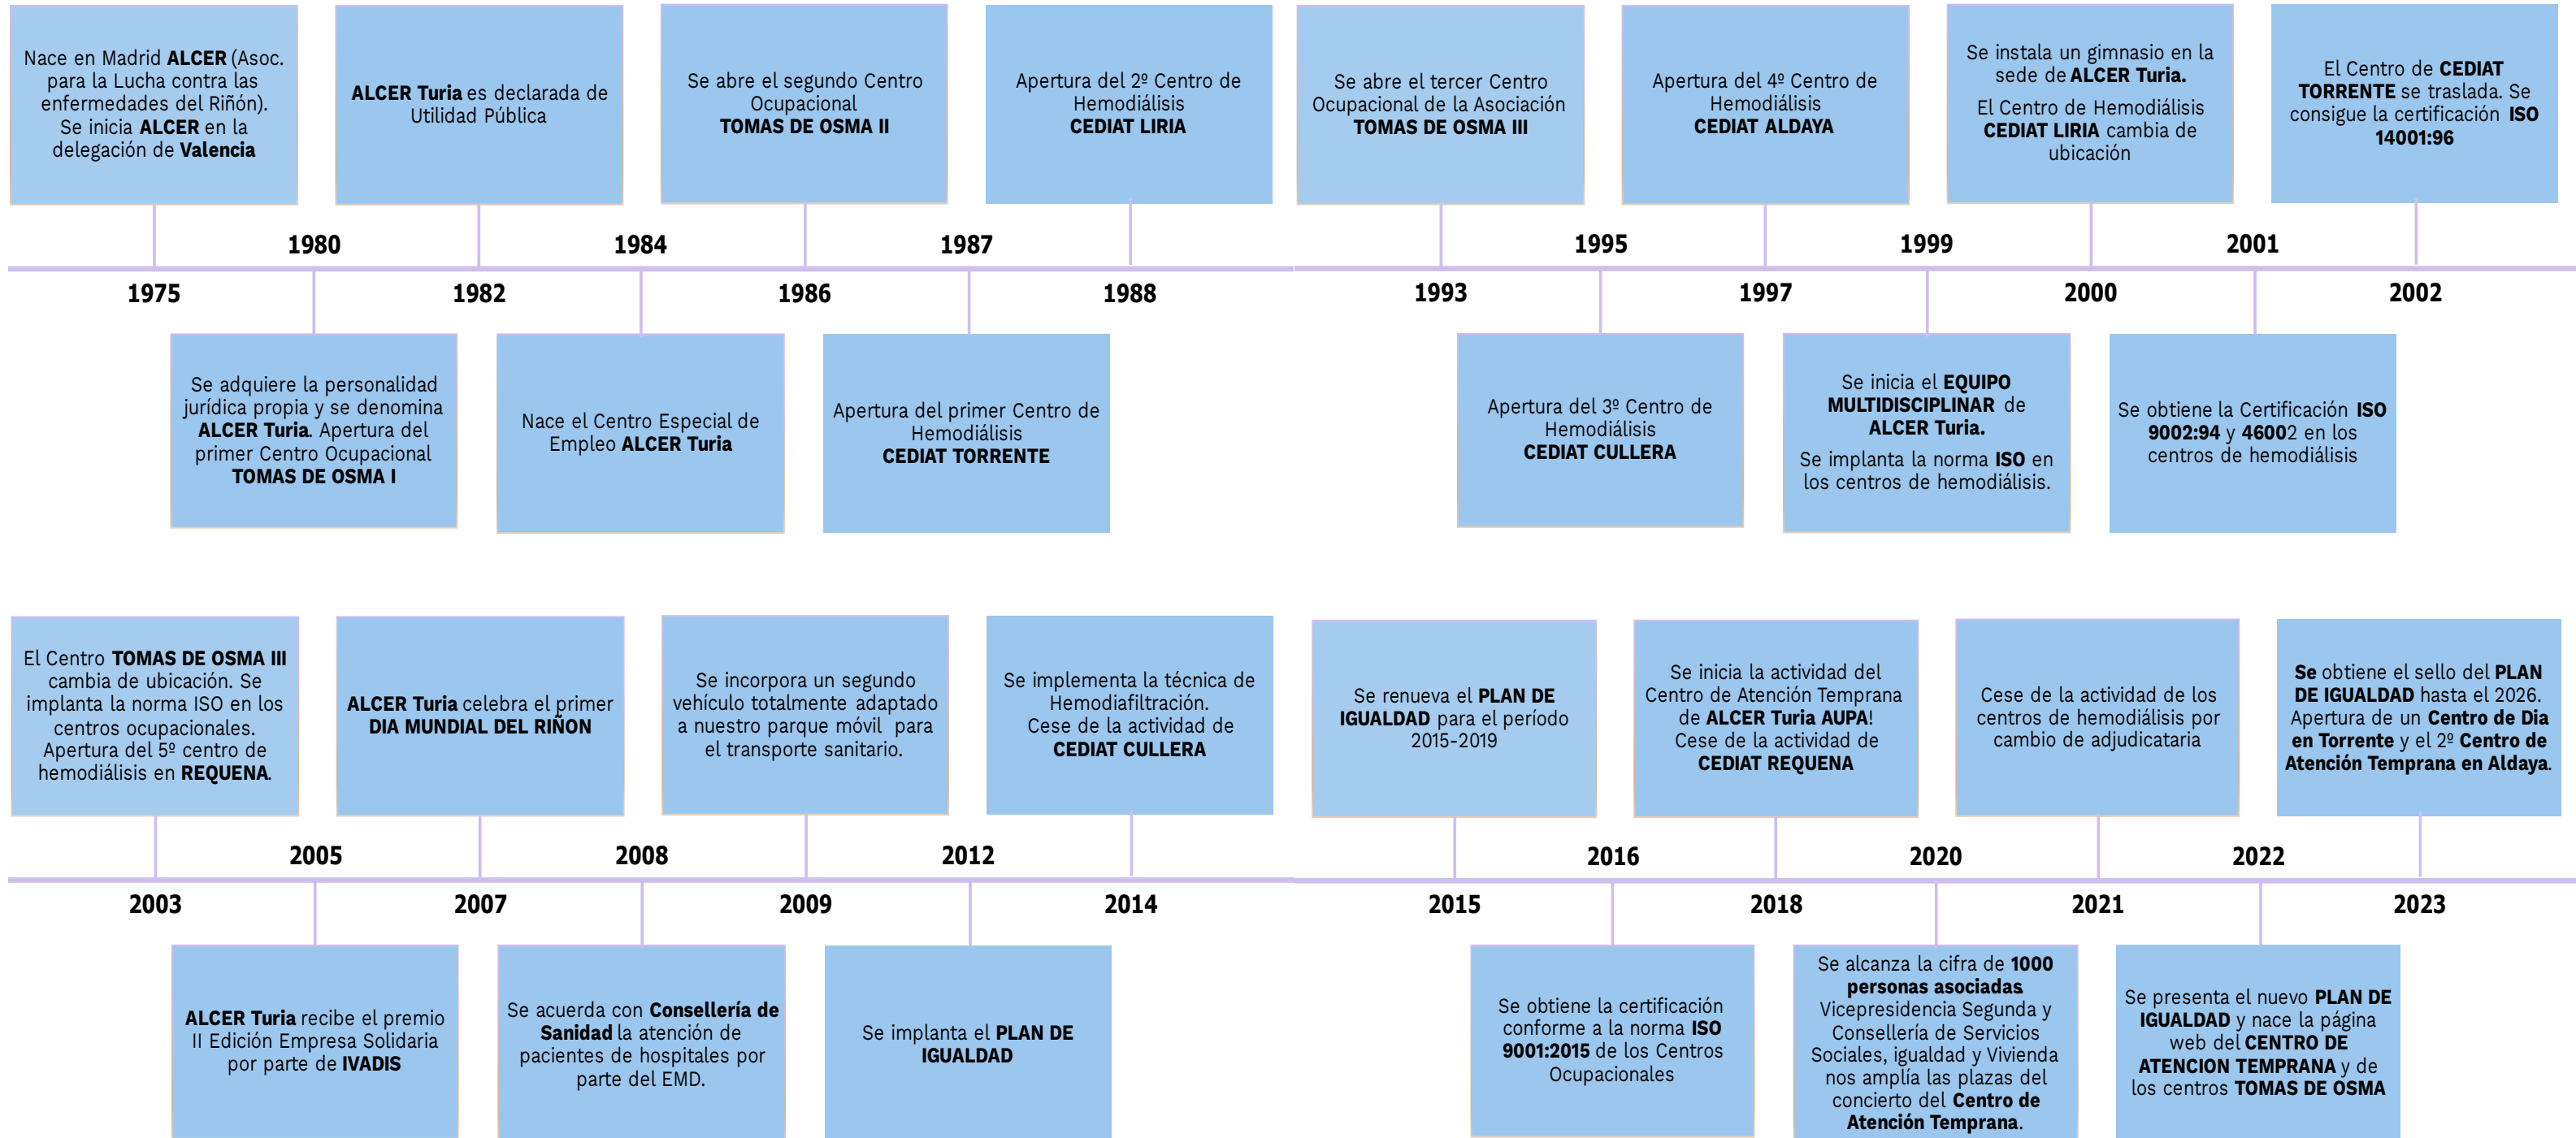 Nace en Madrid ALCER (Asoc.
para la Lucha contra las
enfermedades del Riñón).
Se inicia ALCER en la
delegación de Valencia
1975
1980
Se adquiere la personalidad
jurídica propia y se denomina
ALCER Turia. Apertura del
primer Centro Ocupacional
TOMAS DE OSMA I
ALCER Turia es declarada de
Utilidad Pública
1982
1984
Nace el Centro Especial de
Empleo ALCER Turia
Se abre el segundo Centro
Ocupacional
TOMAS DE OSMA II
1986
1987
Apertura del primer Centro de
Hemodiálisis
CEDIAT TORRENTE
Apertura del 2º Centro de
Hemodiálisis
CEDIAT LIRIA
1988
Se abre el tercer Centro
Ocupacional de la Asociación
TOMAS DE OSMA III
1993
1995
Apertura del 3º Centro de
Hemodiálisis
CEDIAT CULLERA
Apertura del 4º Centro de
Hemodiálisis
CEDIAT ALDAYA
1997
1999
Se inicia el EQUIPO
MULTIDISCIPLINAR de
ALCER Turia.
Se implanta la norma ISO en
los centros de hemodiálisis.
Se instala un gimnasio en la
sede de ALCER Turia.
El Centro de Hemodiálisis
CEDIAT LIRIA cambia de
ubicación
2000
2001
Se obtiene la Certificación ISO
9002:94 y 46002 en los
centros de hemodiálisis
El Centro de CEDIAT
TORRENTE se traslada. Se
consigue la certificación ISO
14001:96
2002
El Centro TOMAS DE OSMA III
cambia de ubicación. Se
implanta la norma ISO en los
centros ocupacionales.
Apertura del 5º centro de
hemodiálisis en REQUENA.
2003
2005
ALCER Turia recibe el premio
II Edición Empresa Solidaria
por parte de IVADIS
ALCER Turia celebra el primer
DIA MUNDIAL DEL RIÑON
2007
2008
Se acuerda con Consellería de
Sanidad la atención de
pacientes de hospitales por
parte del EMD.
Se incorpora un segundo
vehículo totalmente adaptado
a nuestro parque móvil para
el transporte sanitario.
2009
2012
Se implanta el PLAN DE
IGUALDAD
Se implementa la técnica de
Hemodiafiltración.
Cese de la actividad de
CEDIAT CULLERA
2014
Se renueva el PLAN DE
IGUALDAD para el período
2015-2019
2015
2016
Se obtiene la certificación
conforme a la norma ISO
9001:2015 de los Centros
Ocupacionales
Se inicia la actividad del
Centro de Atención Temprana
de ALCER Turia AUPA!
Cese de la actividad de
CEDIAT REQUENA
2018
2020
Se alcanza la cifra de 1000
personas asociadas
Vicepresidencia Segunda y
Consellería de Servicios
Sociales, igualdad y Vivienda
nos amplía las plazas del
concierto del Centro de
Atención Temprana.
Cese de la actividad de los
centros de hemodiálisis por
cambio de adjudicataria
2021
2022
Se presenta el nuevo PLAN DE
IGUALDAD y nace la página
web del CENTRO DE
ATENCION TEMPRANA y de
los centros TOMAS DE OSMA
Se obtiene el sello del PLAN
DE IGUALDAD hasta el 2026.
Apertura de un Centro de Dia
en Torrente y el 2º Centro de
Atención Temprana en Aldaya.
2023